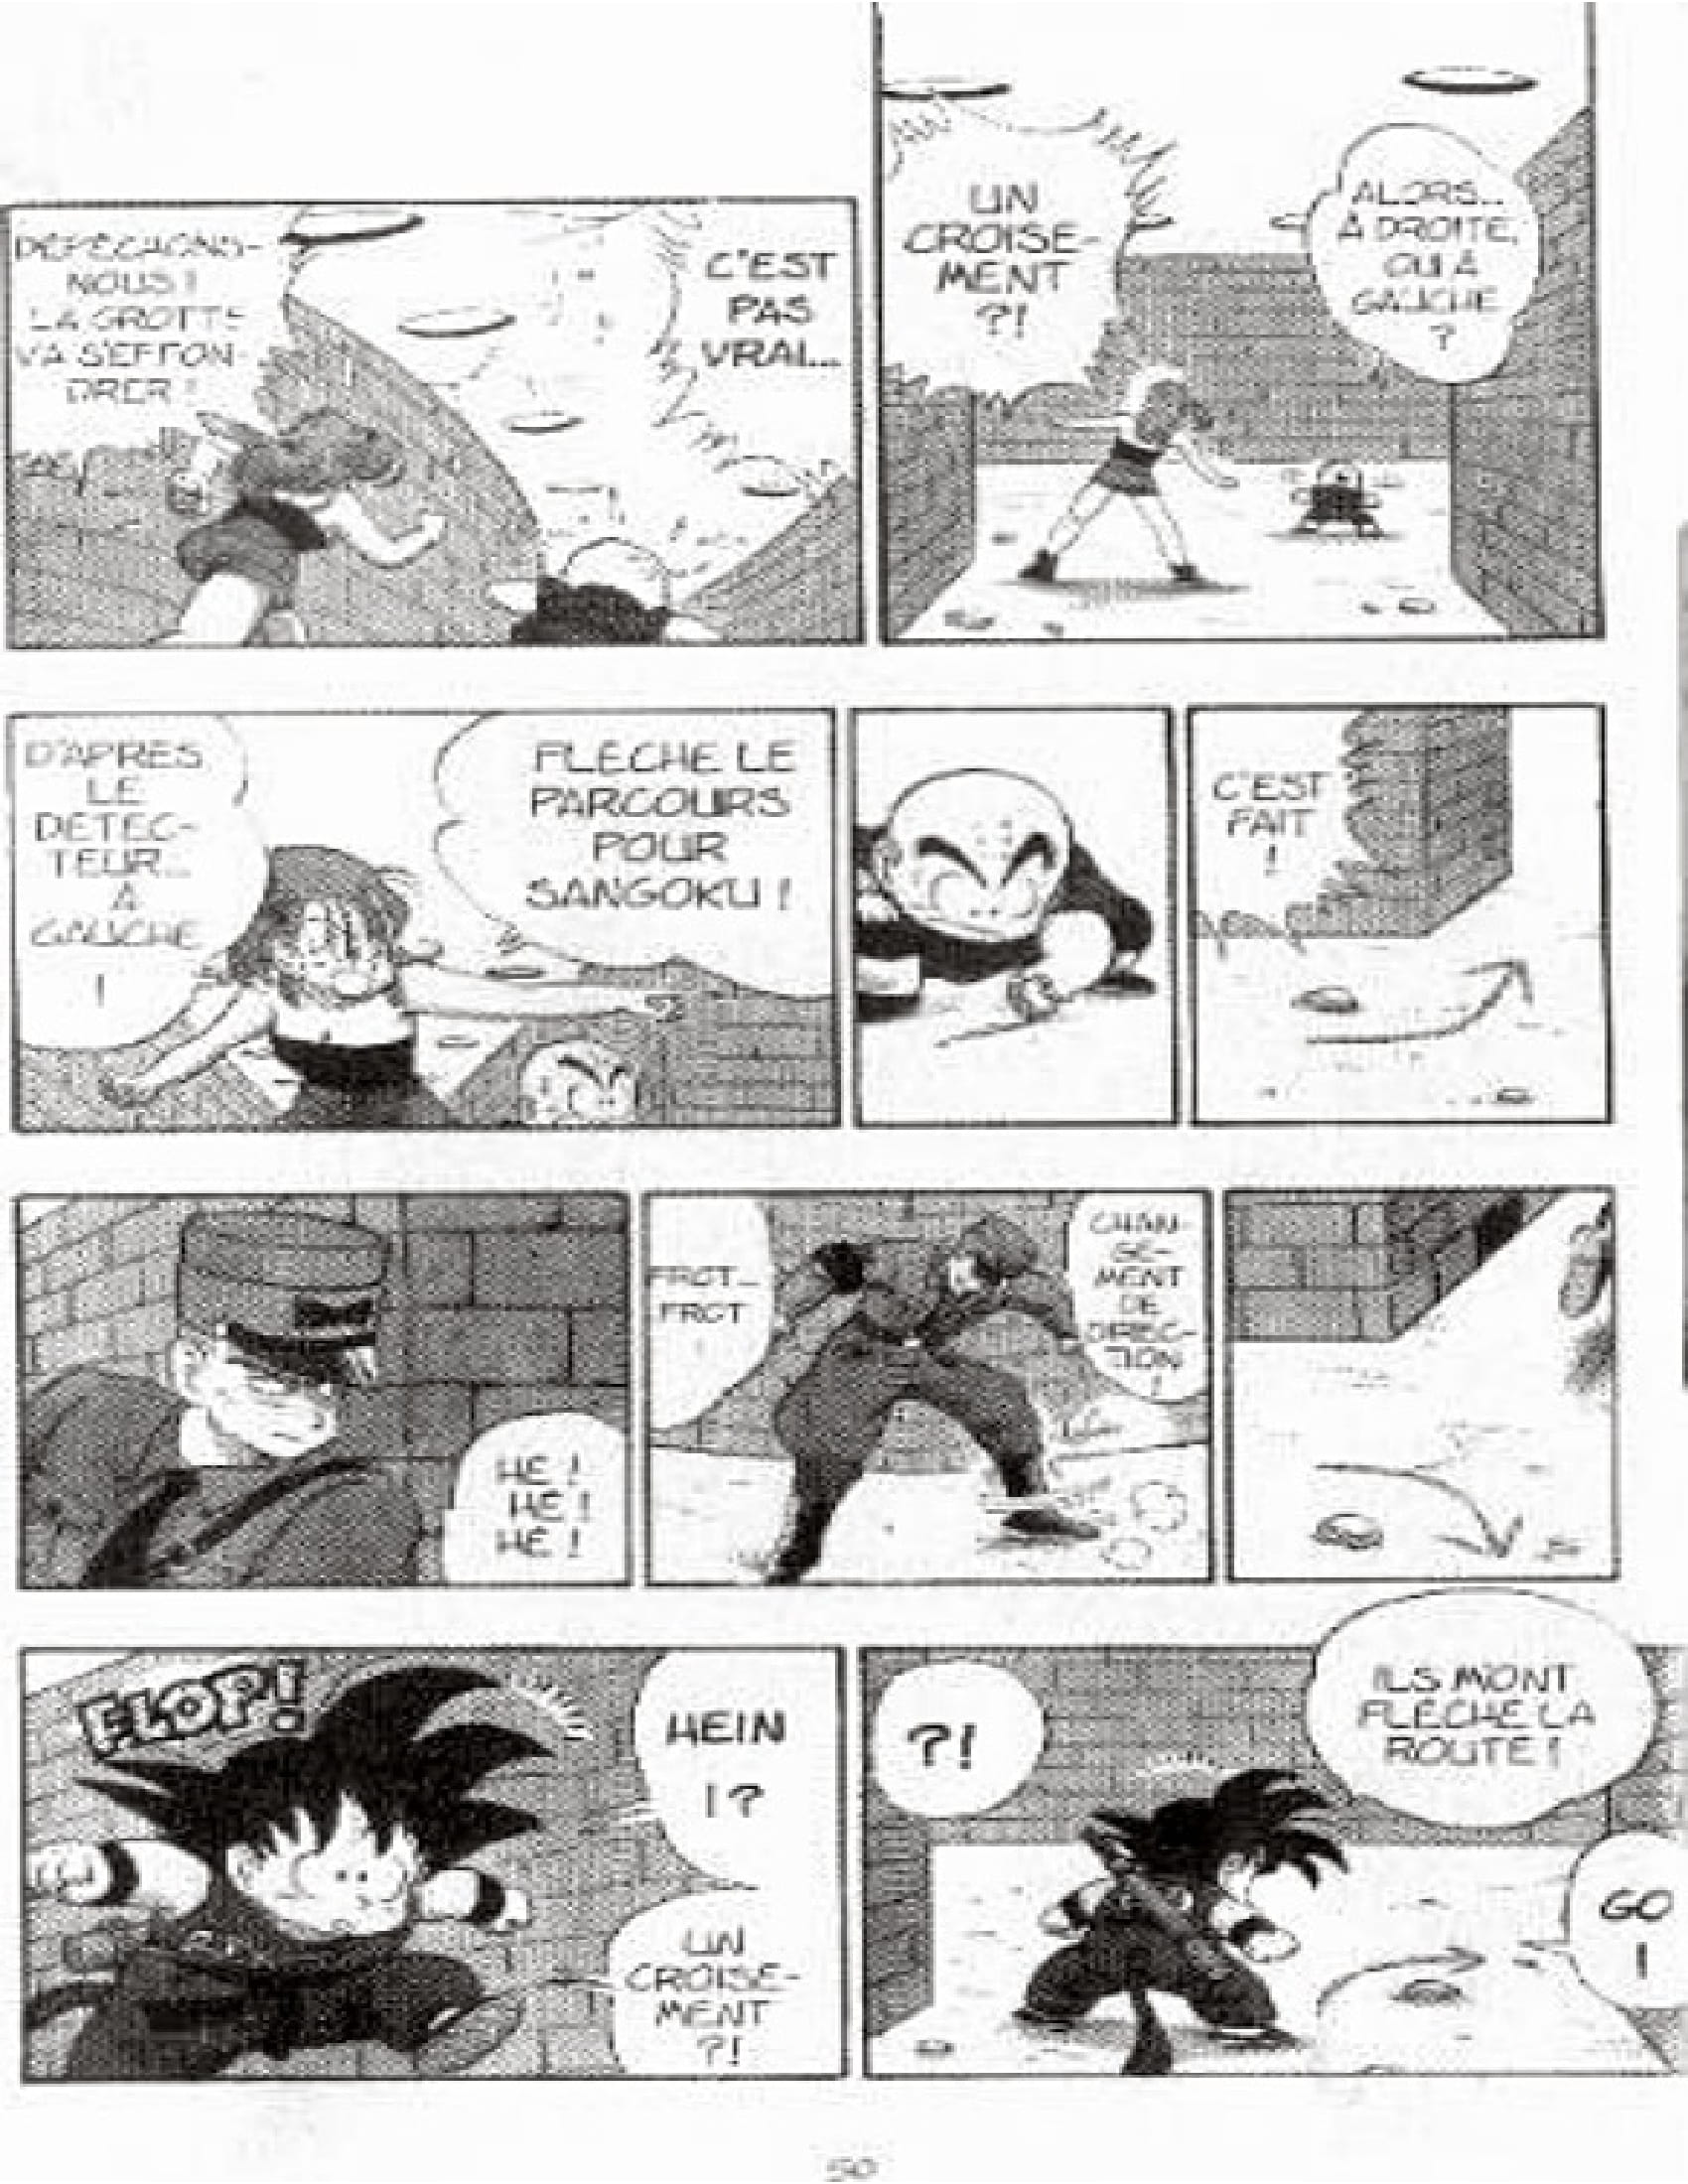 DÉPÊCHONS-
NOUS !
LA GROTTE
VA S'EFFON-
DRER !
C'EST
PAS
VRAI...
UN
CROISE-
MENT
?!
ALORS...
À DROITE,
OU À
GAUCHE
?
D'APRÈS
LE
DÉTEC-
TEUR...
À
GAUCHE
!
FLÈCHE LE
PARCOURS
POUR
SANGOKU !
C'EST
FAIT
!
HÉ !
HÉ !
HÉ !
FROT...
FROT
!
CHAN-
GE-
MENT
DE
DIREC-
TION
!
FLOP!
HEIN
!?
UN
CROISE-
MENT
?!
?!
ILS M'ONT
FLÉCHÉ LA
ROUTE !
GO
!
50